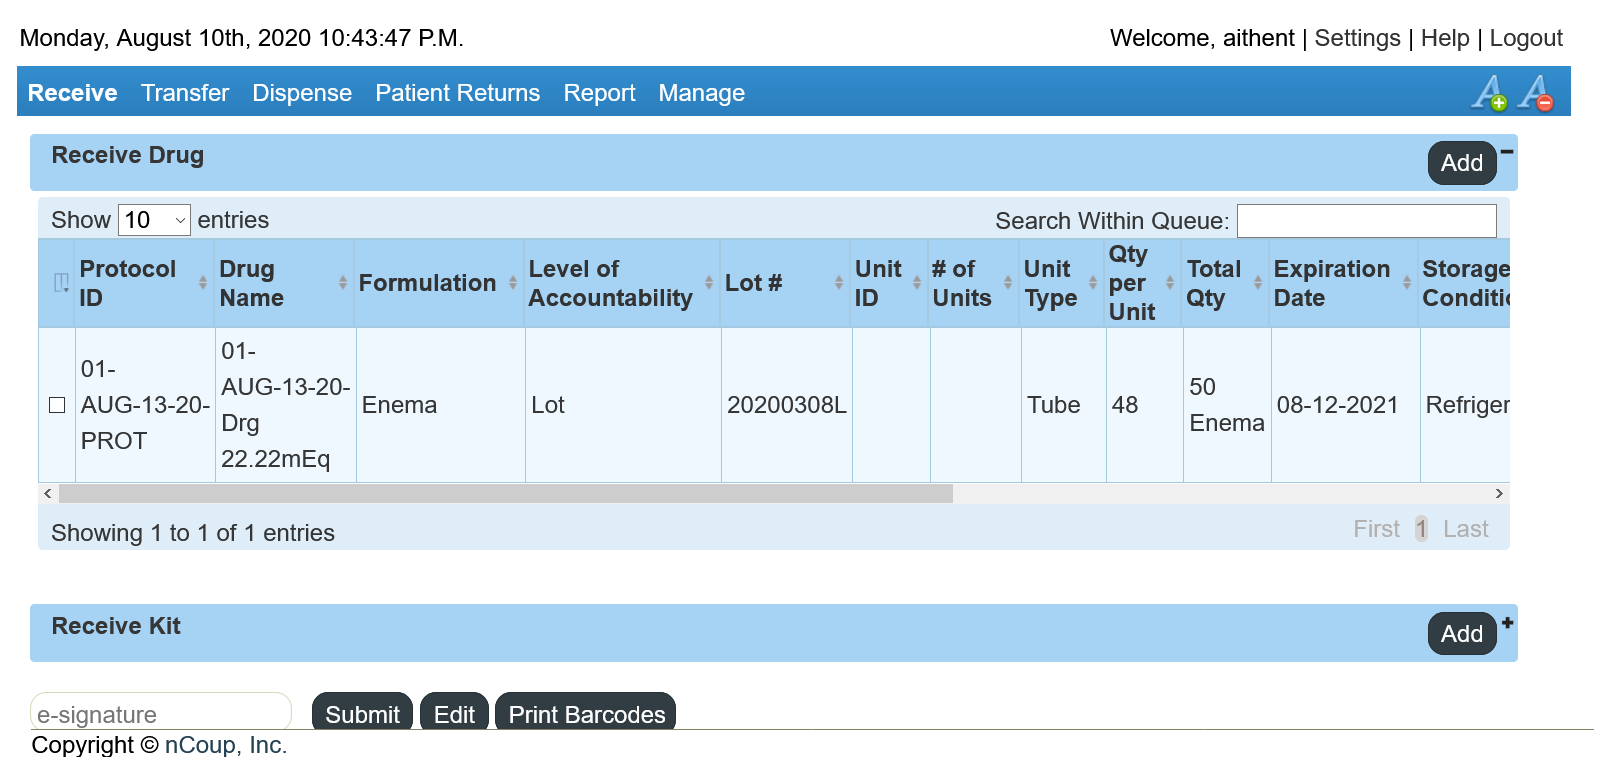 Monday, August 10th, 2020 10:43:47 P.M.
Welcome, aithent | Settings | Help | Logout
Receive Transfer Dispense Patient Returns Report Manage
Receive Drug
Add
Show 10 entries
Search Within Queue:
Protocol ID
Drug Name
Formulation
Level of Accountability
Lot #
Unit ID
# of Units
Unit Type
Qty per Unit
Total Qty
Expiration Date
Storage Conditio
01-
AUG-13-20-
PROT
01-
AUG-13-20-
Drg
22.22mEq
Enema
Lot
20200308L
Tube
48
50
Enema
08-12-2021
Refriger
Showing 1 to 1 of 1 entries
First 1 Last
Receive Kit
Add
e-signature
Submit Edit Print Barcodes
Copyright © nCoup, Inc.